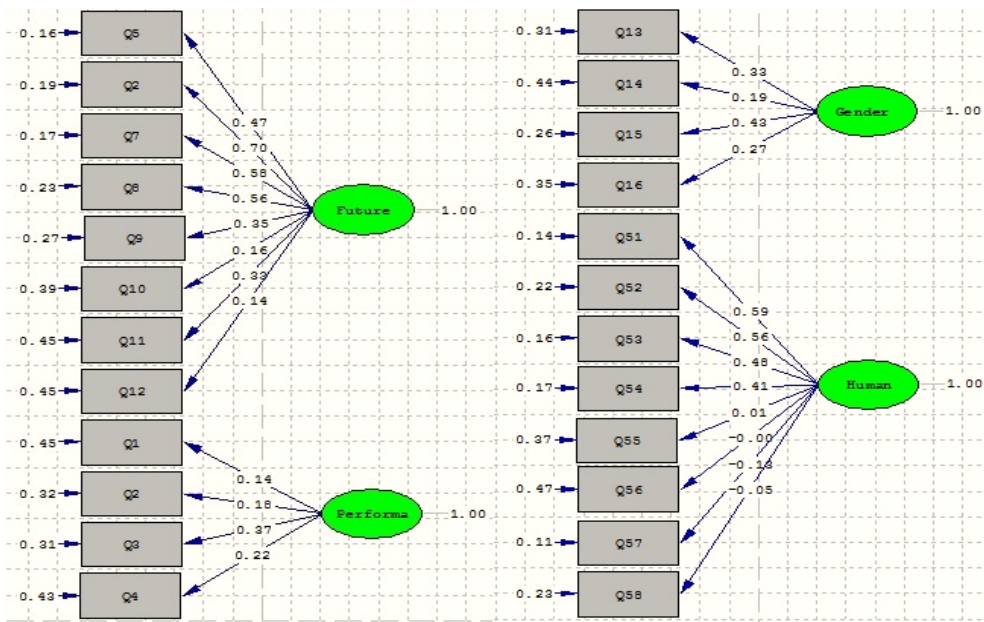 0.16 Q5
0.19 Q2
0.17 Q7
0.23 Q8
0.27 Q9
0.39 Q10
0.45 Q11
0.45 Q12
0.47
0.70
0.58
0.56
0.35
0.16
0.33
0.14
Future 1.00
0.45 Q1
0.32 Q2
0.31 Q3
0.43 Q4
0.14
0.18
0.37
0.22
Performa 1.00
0.31 Q13
0.44 Q14
0.26 Q15
0.35 Q16
0.33
0.19
0.43
0.27
Gender 1.00
0.14 Q51
0.22 Q52
0.16 Q53
0.17 Q54
0.37 Q55
0.47 Q56
0.11 Q57
0.23 Q58
0.59
0.56
0.48
0.41
0.01
-0.00
-0.13
-0.05
Human 1.00